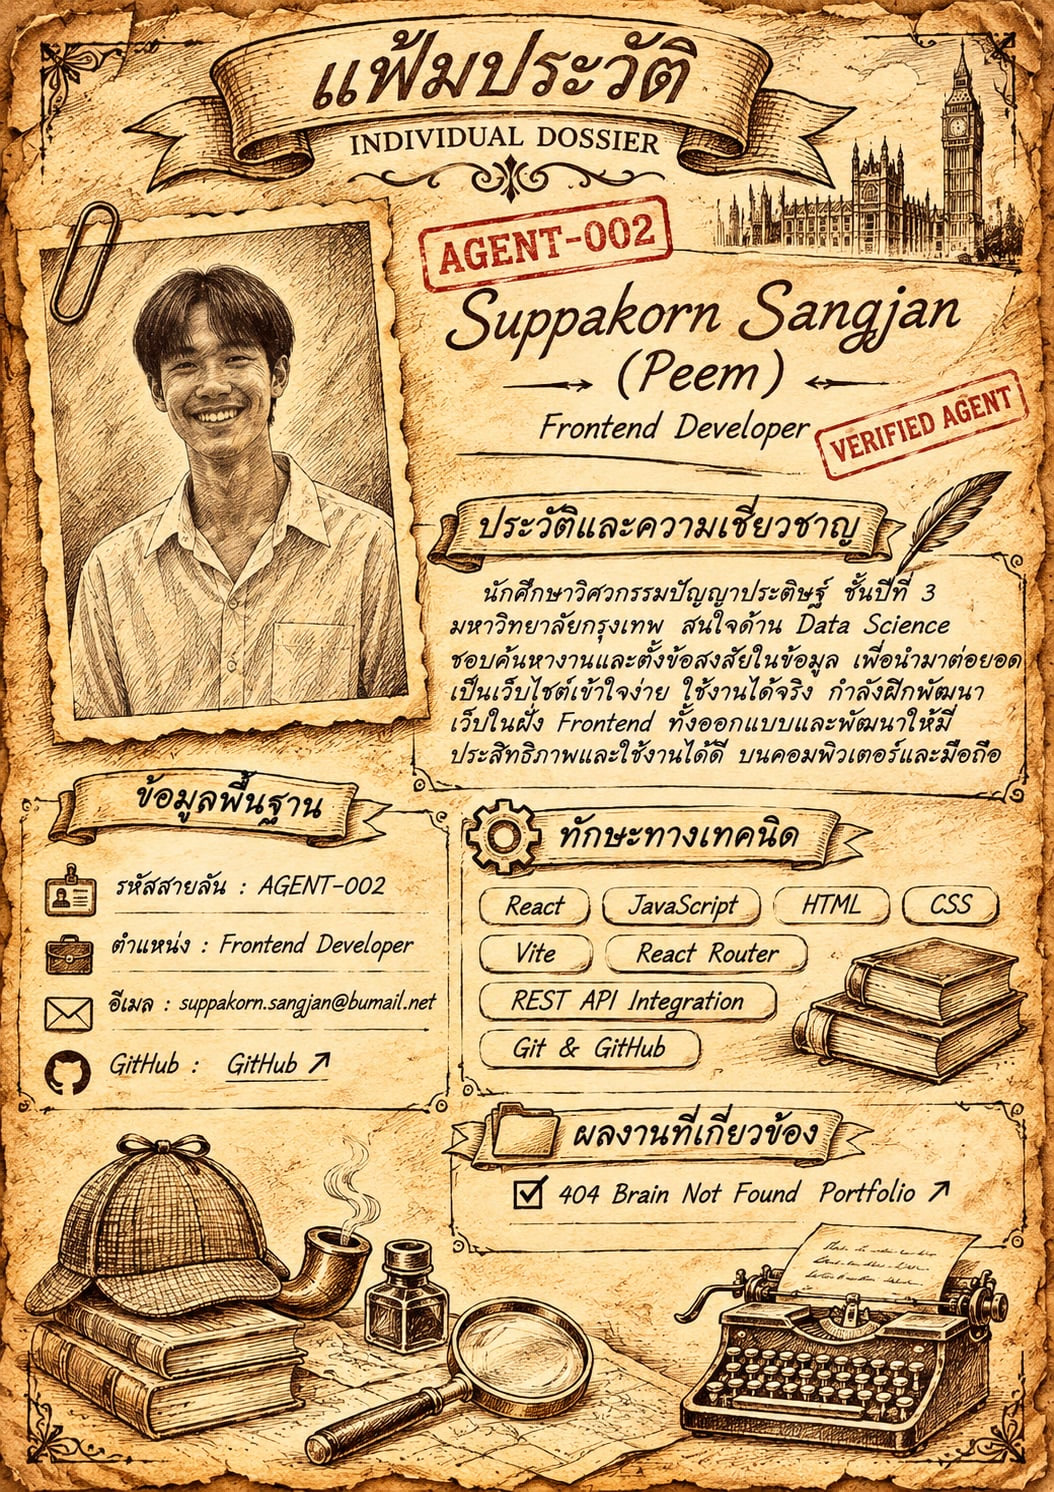 แฟ้มประวัติ
INDIVIDUAL DOSSIER
AGENT-002
Suppakorn Sangjan
(Peem)
Frontend Developer
VERIFIED AGENT
ประวัติและความเชี่ยวชาญ
นักศึกษาวิศวกรรมปัญญาประดิษฐ์ ชั้นปีที่ 3
มหาวิทยาลัยกรุงเทพ สนใจด้าน Data Science
ชอบค้นหางานและตั้งข้อสงสัยในข้อมูล เพื่อนำมาต่อยอด
เป็นเว็บไซต์เข้าใจง่าย ใช้งานได้จริง กำลังฝึกพัฒนา
เว็บในฝั่ง Frontend ทั้งออกแบบและพัฒนาให้มี
ประสิทธิภาพและใช้งานได้ดี บนคอมพิวเตอร์และมือถือ
ข้อมูลพื้นฐาน
รหัสสายลับ : AGENT-002
ตำแหน่ง : Frontend Developer
อีเมล : suppakorn.sangjan@bumail.net
GitHub : GitHub ↗
ทักษะทางเทคนิค
React JavaScript HTML CSS
Vite React Router
REST API Integration
Git & GitHub
ผลงานที่เกี่ยวข้อง
404 Brain Not Found Portfolio ↗